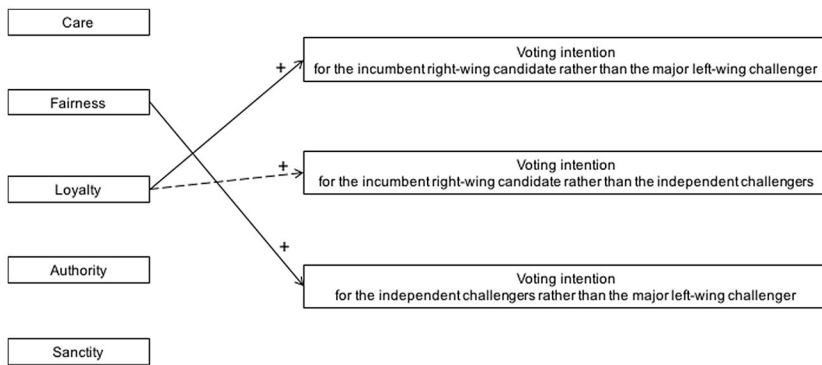 Care
Fairness
Loyalty
Authority
Sanctity
+
Voting intention
for the incumbent right-wing candidate rather than the major left-wing challenger
+
Voting intention
for the incumbent right-wing candidate rather than the independent challengers
+
Voting intention
for the independent challengers rather than the major left-wing challenger